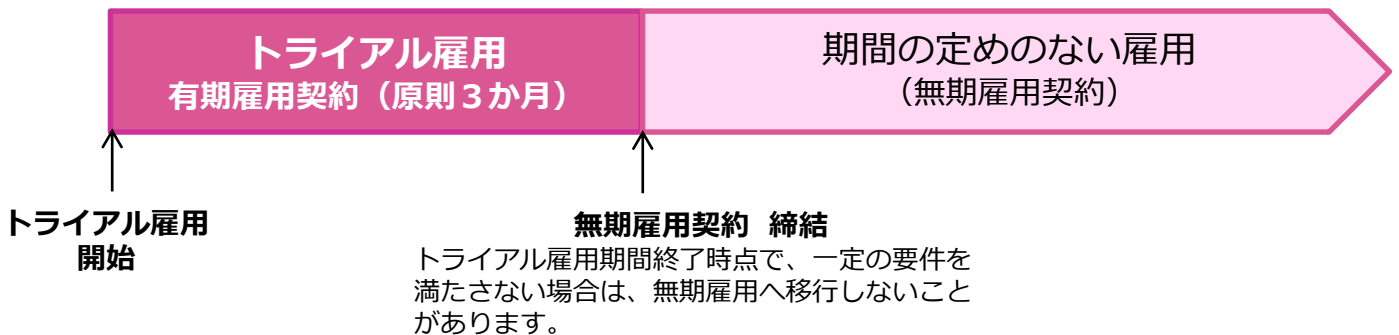 トライアル雇用
有期雇用契約（原則３か月）
期間の定めのない雇用
（無期雇用契約）
トライアル雇用
開始
無期雇用契約 締結
トライアル雇用期間終了時点で、一定の要件を
満たさない場合は、無期雇用へ移行しないこと
があります。